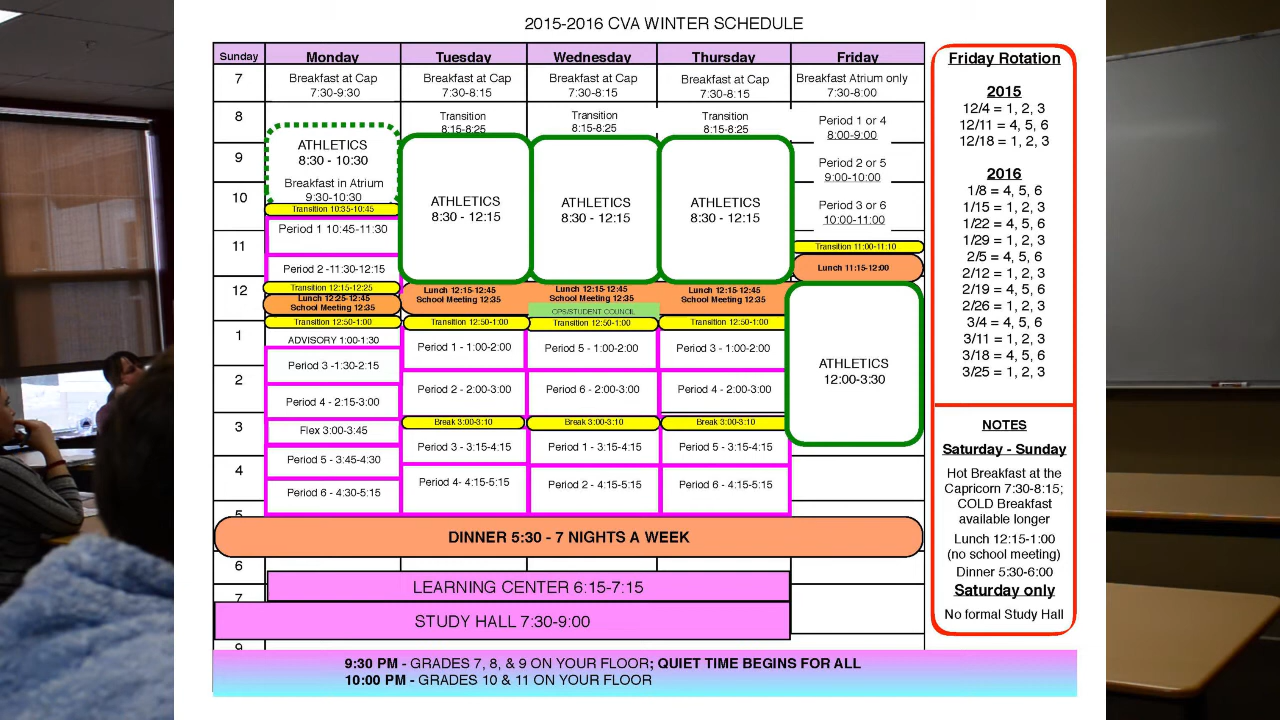 2015-2016 CVA WINTER SCHEDULE
Sunday
Monday
Tuesday
Wednesday
Thursday
Friday
7
Breakfast at Cap
7:30-9:30
Breakfast at Cap
7:30-8:15
Breakfast at Cap
7:30-8:15
Breakfast at Cap
7:30-8:15
Breakfast Atrium only
7:30-8:00
8
Transition
8:15-8:25
Transition
8:15-8:25
Transition
8:15-8:25
Period 1 or 4
8:00-9:00
ATHLETICS
8:30 - 10:30
Breakfast in Atrium
9:30-10:30
9
Period 2 or 5
9:00-10:00
10
ATHLETICS
8:30 - 12:15
ATHLETICS
8:30 - 12:15
ATHLETICS
8:30 - 12:15
Period 3 or 6
10:00-11:00
Transition 10:35-10:45
Period 1 10:45-11:30
11
Transition 11:00-11:10
Period 2 -11:30-12:15
Lunch 11:15-12:00
12
Transition 12:15-12:25
Lunch 12:25-12:45
School Meeting 12:35
Lunch 12:15-12:45
School Meeting 12:35
Lunch 12:15-12:45
School Meeting 12:35
OPS/STUDENT COUNCIL
Lunch 12:15-12:45
School Meeting 12:35
Transition 12:50-1:00
Transition 12:50-1:00
Transition 12:50-1:00
Transition 12:50-1:00
1
ADVISORY 1:00-1:30
Period 1 - 1:00-2:00
Period 5 - 1:00-2:00
Period 3 - 1:00-2:00
Period 3 -1:30-2:15
ATHLETICS
12:00-3:30
2
Period 4 - 2:15-3:00
Period 2 - 2:00-3:00
Period 6 - 2:00-3:00
Period 4 - 2:00-3:00
3
Flex 3:00-3:45
Break 3:00-3:10
Break 3:00-3:10
Break 3:00-3:10
Period 3 - 3:15-4:15
Period 1 - 3:15-4:15
Period 5 - 3:15-4:15
4
Period 5 - 3:45-4:30
Period 6 - 4:30-5:15
Period 4- 4:15-5:15
Period 2 - 4:15-5:15
Period 6 - 4:15-5:15
5
DINNER 5:30 - 7 NIGHTS A WEEK
6
LEARNING CENTER 6:15-7:15
7
STUDY HALL 7:30-9:00
9
9:30 PM - GRADES 7, 8, & 9 ON YOUR FLOOR; QUIET TIME BEGINS FOR ALL
10:00 PM - GRADES 10 & 11 ON YOUR FLOOR
Friday Rotation
2015
12/4 = 1, 2, 3
12/11 = 4, 5, 6
12/18 = 1, 2, 3
2016
1/8 = 4, 5, 6
1/15 = 1, 2, 3
1/22 = 4, 5, 6
1/29 = 1, 2, 3
2/5 = 4, 5, 6
2/12 = 1, 2, 3
2/19 = 4, 5, 6
2/26 = 1, 2, 3
3/4 = 4, 5, 6
3/11 = 1, 2, 3
3/18 = 4, 5, 6
3/25 = 1, 2, 3
NOTES
Saturday - Sunday
Hot Breakfast at the
Capricorn 7:30-8:15;
COLD Breakfast
available longer
Lunch 12:15-1:00
(no school meeting)
Dinner 5:30-6:00
Saturday only
No formal Study Hall